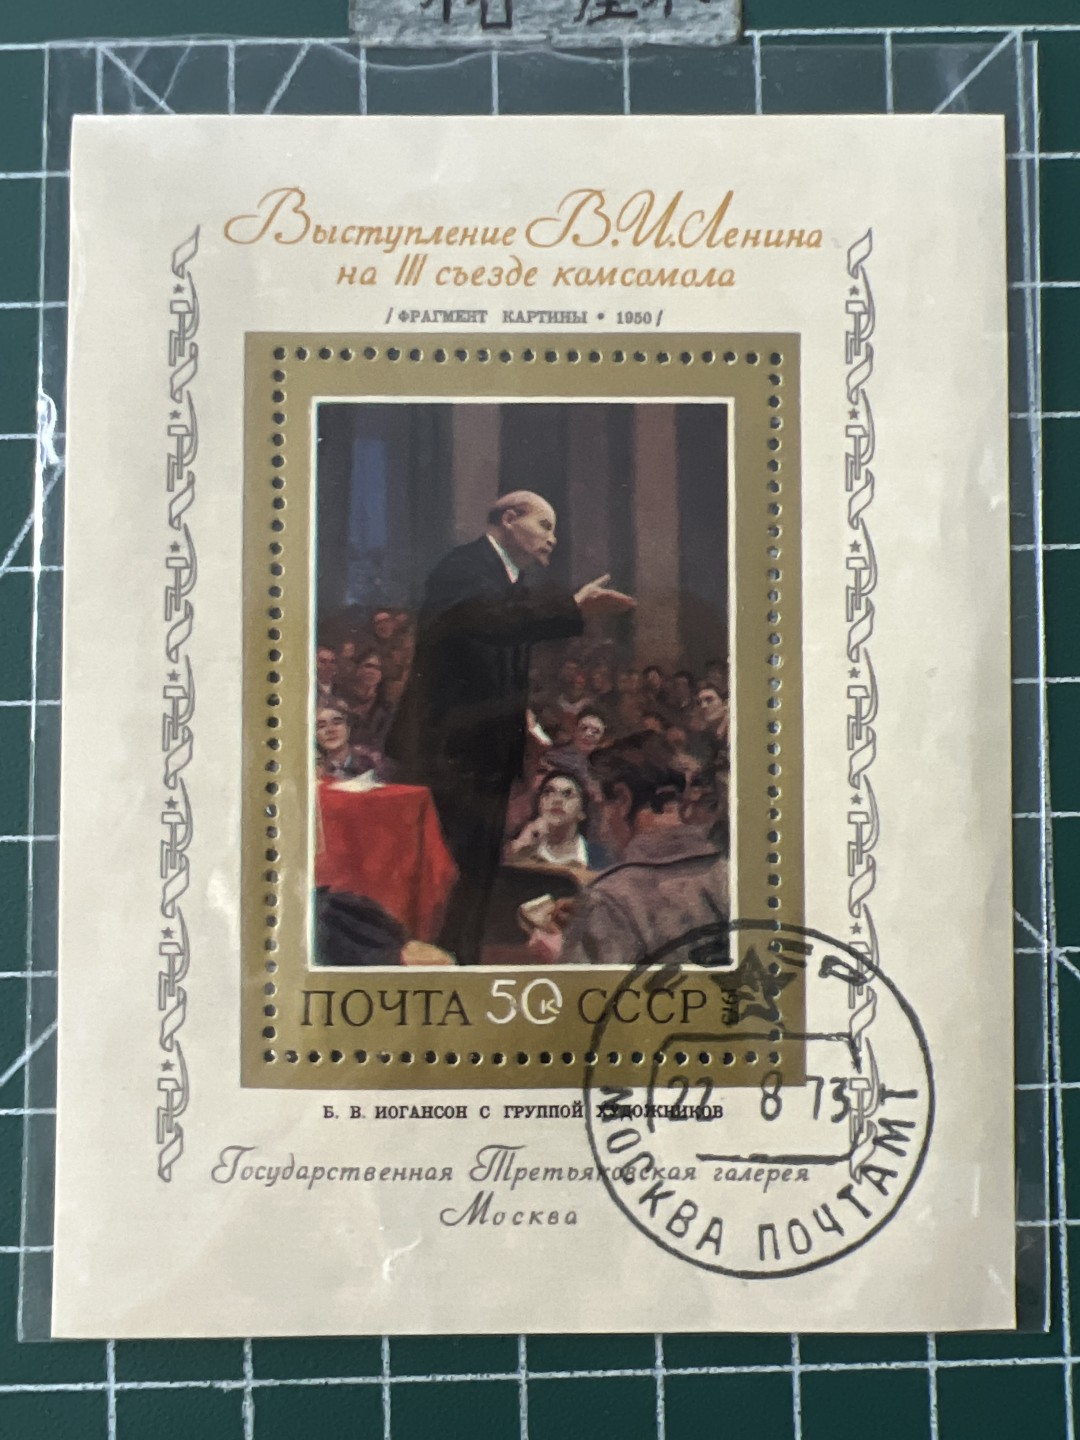 Выступление В.И.Ленина
на III съезде комсомола
/ФРАГМЕНТ КАРТИНЫ • 1950/
ПОЧТА 50к СССР 1973
Б. В. ИОГАНСОН С ГРУППОЙ ХУДОЖНИКОВ
Государственная Третьяковская галерея
Москва
22 8 73
МОСКВА ПОЧТАМТ